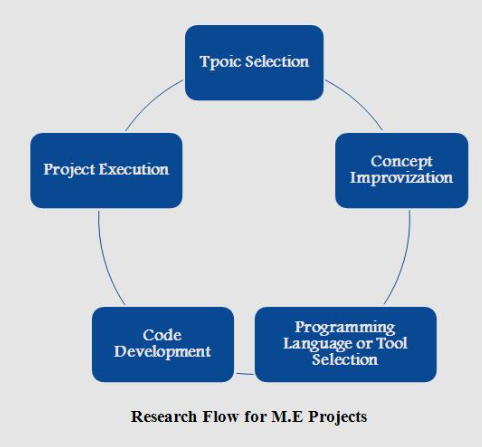 Tpoic Selection
Concept
Improvization
Programming
Language or Tool
Selection
Code
Development
Project Execution
Research Flow for M.E Projects